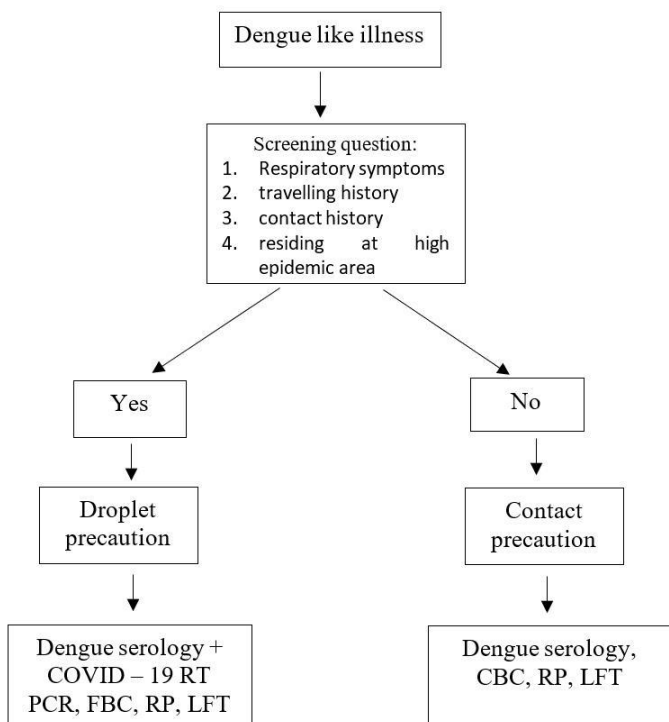 Dengue like illness
Screening question:
1. Respiratory symptoms
2. travelling history
3. contact history
4. residing at high
epidemic area
Yes
No
Droplet
precaution
Contact
precaution
Dengue serology +
COVID – 19 RT
PCR, FBC, RP, LFT
Dengue serology,
CBC, RP, LFT